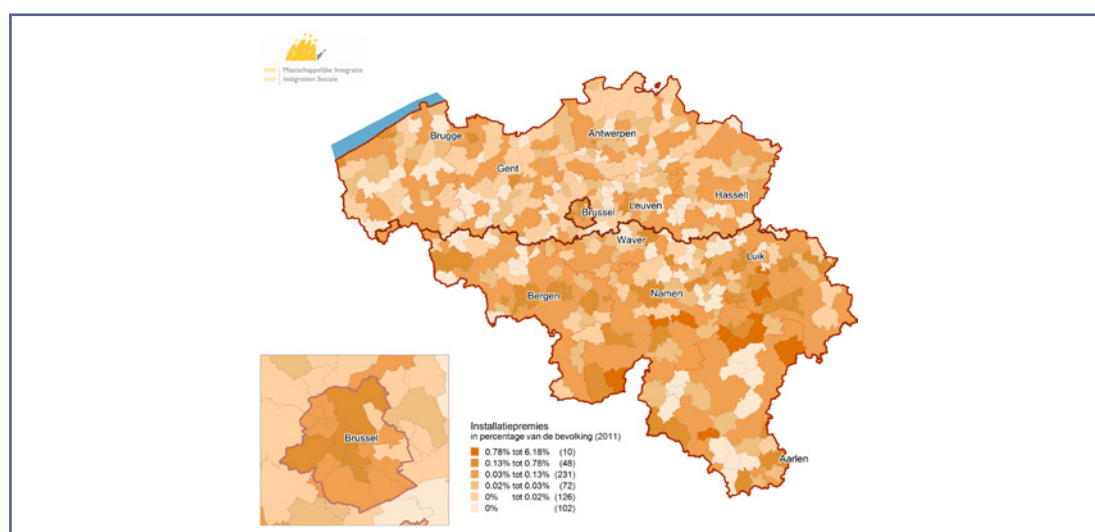 Maatschappelijke Integratie
Intégration Sociale
Brugge
Antwerpen
Gent
Hasselt
Leuven
Brussel
Waver
Luik
Bergen
Namen
Aarlen
Brussel
Installatiepremies
in percentage van de bevolking (2011)
0.78% tot 6.18% (10)
0.13% tot 0.78% (48)
0.03% tot 0.13% (231)
0.02% tot 0.03% (72)
0% tot 0.02% (126)
0% (102)